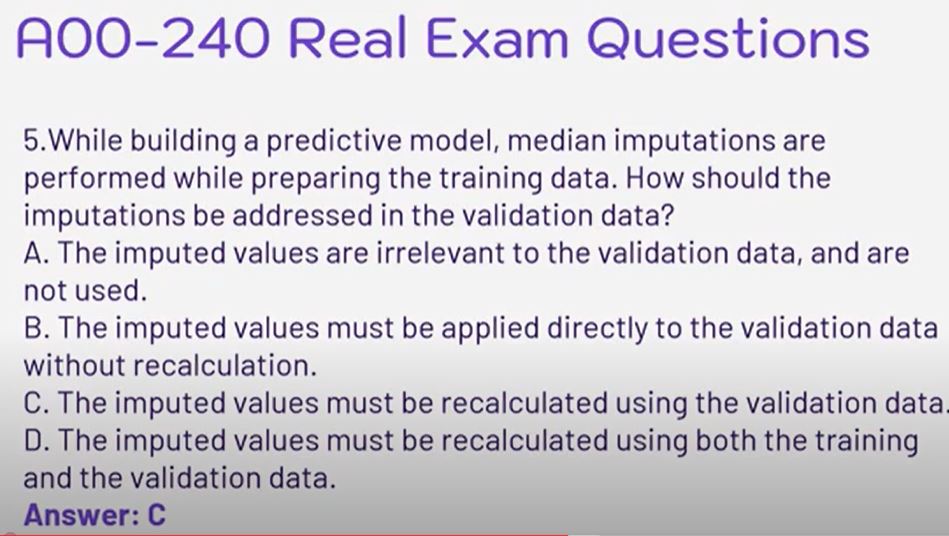 A00-240 Real Exam Questions
5.While building a predictive model, median imputations are
performed while preparing the training data. How should the
imputations be addressed in the validation data?
A. The imputed values are irrelevant to the validation data, and are
not used.
B. The imputed values must be applied directly to the validation data
without recalculation.
C. The imputed values must be recalculated using the validation data.
D. The imputed values must be recalculated using both the training
and the validation data.
Answer: C